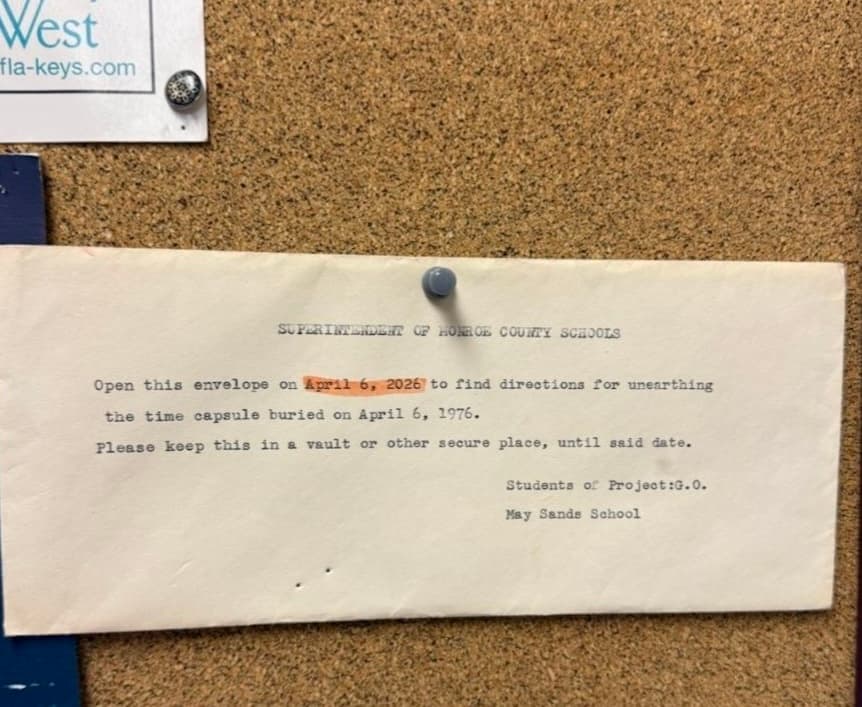 West
fla-keys.com
SUPERINTENDENT OF MONROE COUNTY SCHOOLS
Open this envelope on April 6, 2026 to find directions for unearthing
the time capsule buried on April 6, 1976.
Please keep this in a vault or other secure place, until said date.
Students of Project:G.O.
May Sands School